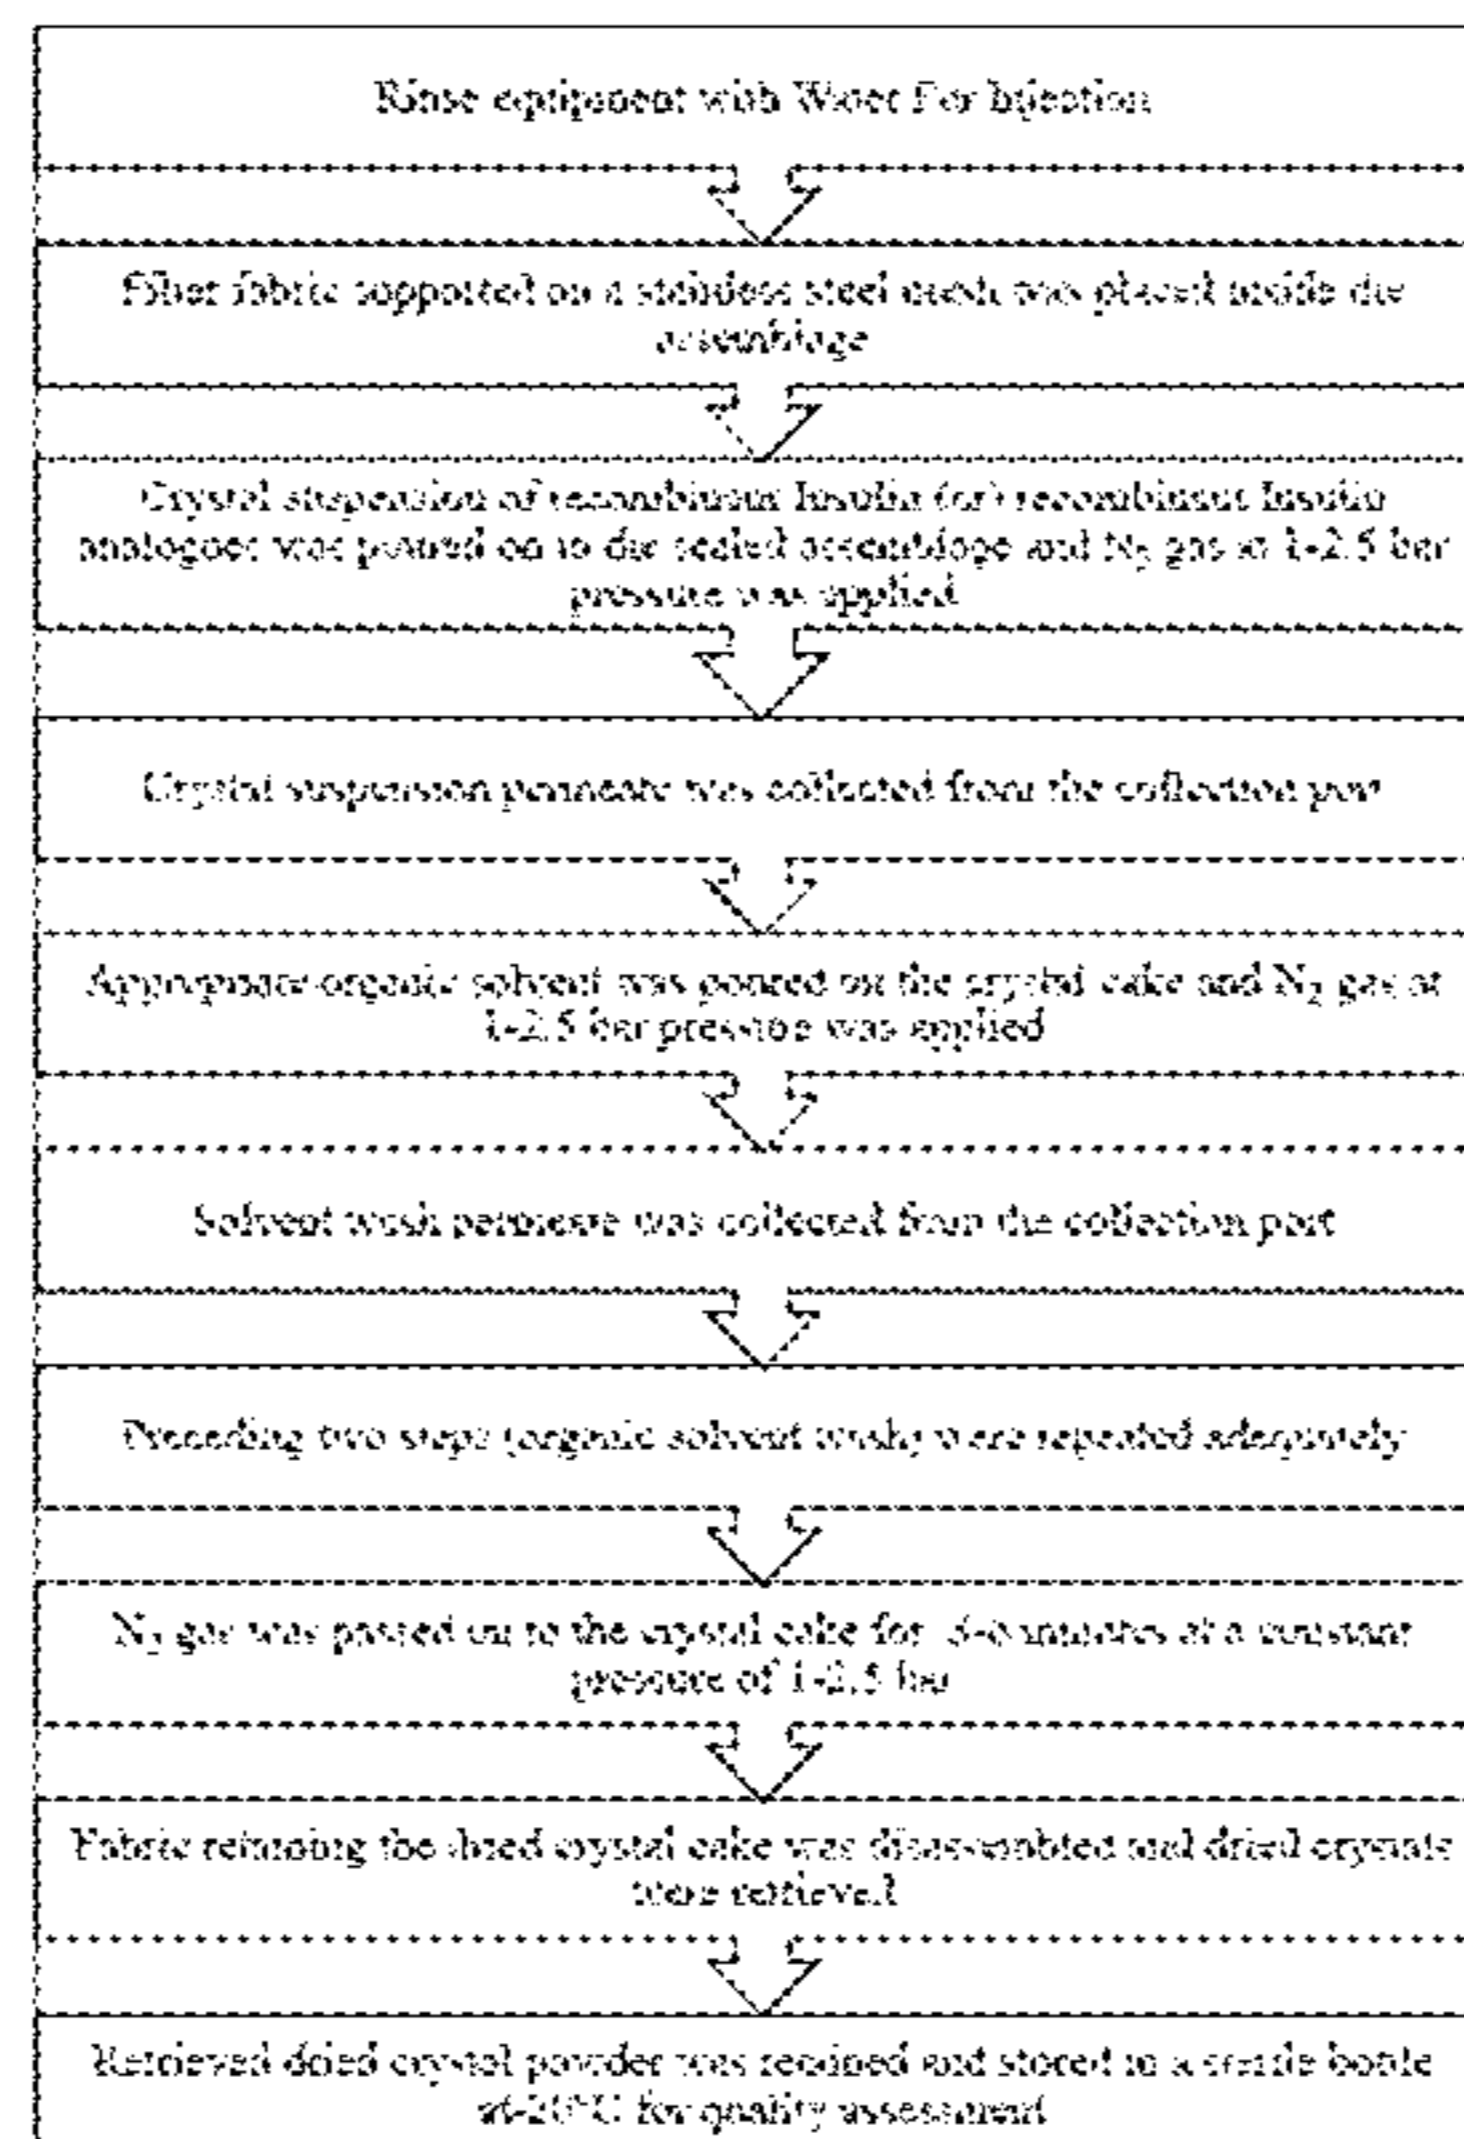 Rinse equipment with Water For Injection
Filter fabric supported on a stainless steel mesh was placed inside the
assemblage
Crystal suspension of recombinant Insulin (or) recombinant Insulin
analogues was poured on to the sealed assemblage and N₂ gas at 1-2.5 bar
pressure was applied
Crystal suspension permeate was collected from the collection port
Appropriate organic solvent was poured on the crystal cake and N₂ gas at
1-2.5 bar pressure was applied
Solvent wash permeate was collected from the collection port
Preceding two steps (organic solvent wash) were repeated adequately
N₂ gas was passed on to the crystal cake for minutes at a constant
pressure of 1-2.5 bar
Fabric retaining the dried crystal cake was disassembled and dried crystals
were retrieved
Retrieved dried crystal powder was retained and stored in a sterile bottle
at-20°C for quality assessment